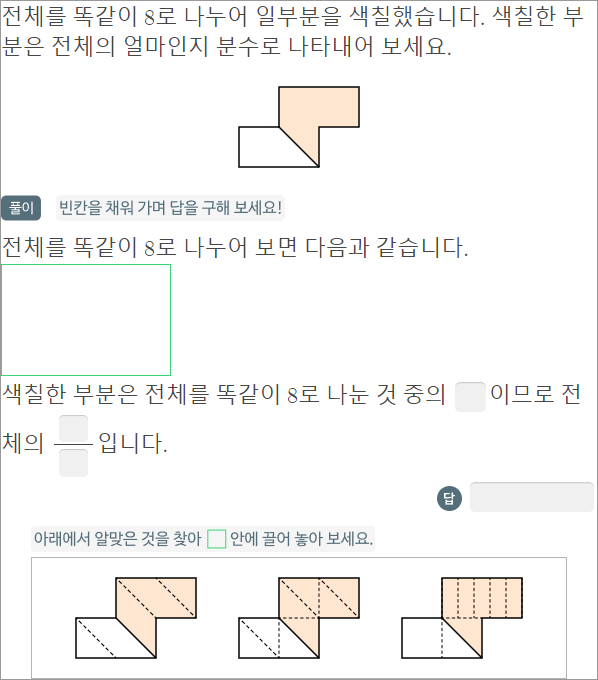 전체를 똑같이 8로 나누어 일부분을 색칠했습니다. 색칠한 부
분은 전체의 얼마인지 분수로 나타내어 보세요.
풀이 빈칸을 채워 가며 답을 구해 보세요!
전체를 똑같이 8로 나누어 보면 다음과 같습니다.
색칠한 부분은 전체를 똑같이 8로 나눈 것 중의 이므로 전
체의 입니다.
답
아래에서 알맞은 것을 찾아 안에 끌어 놓아 보세요.